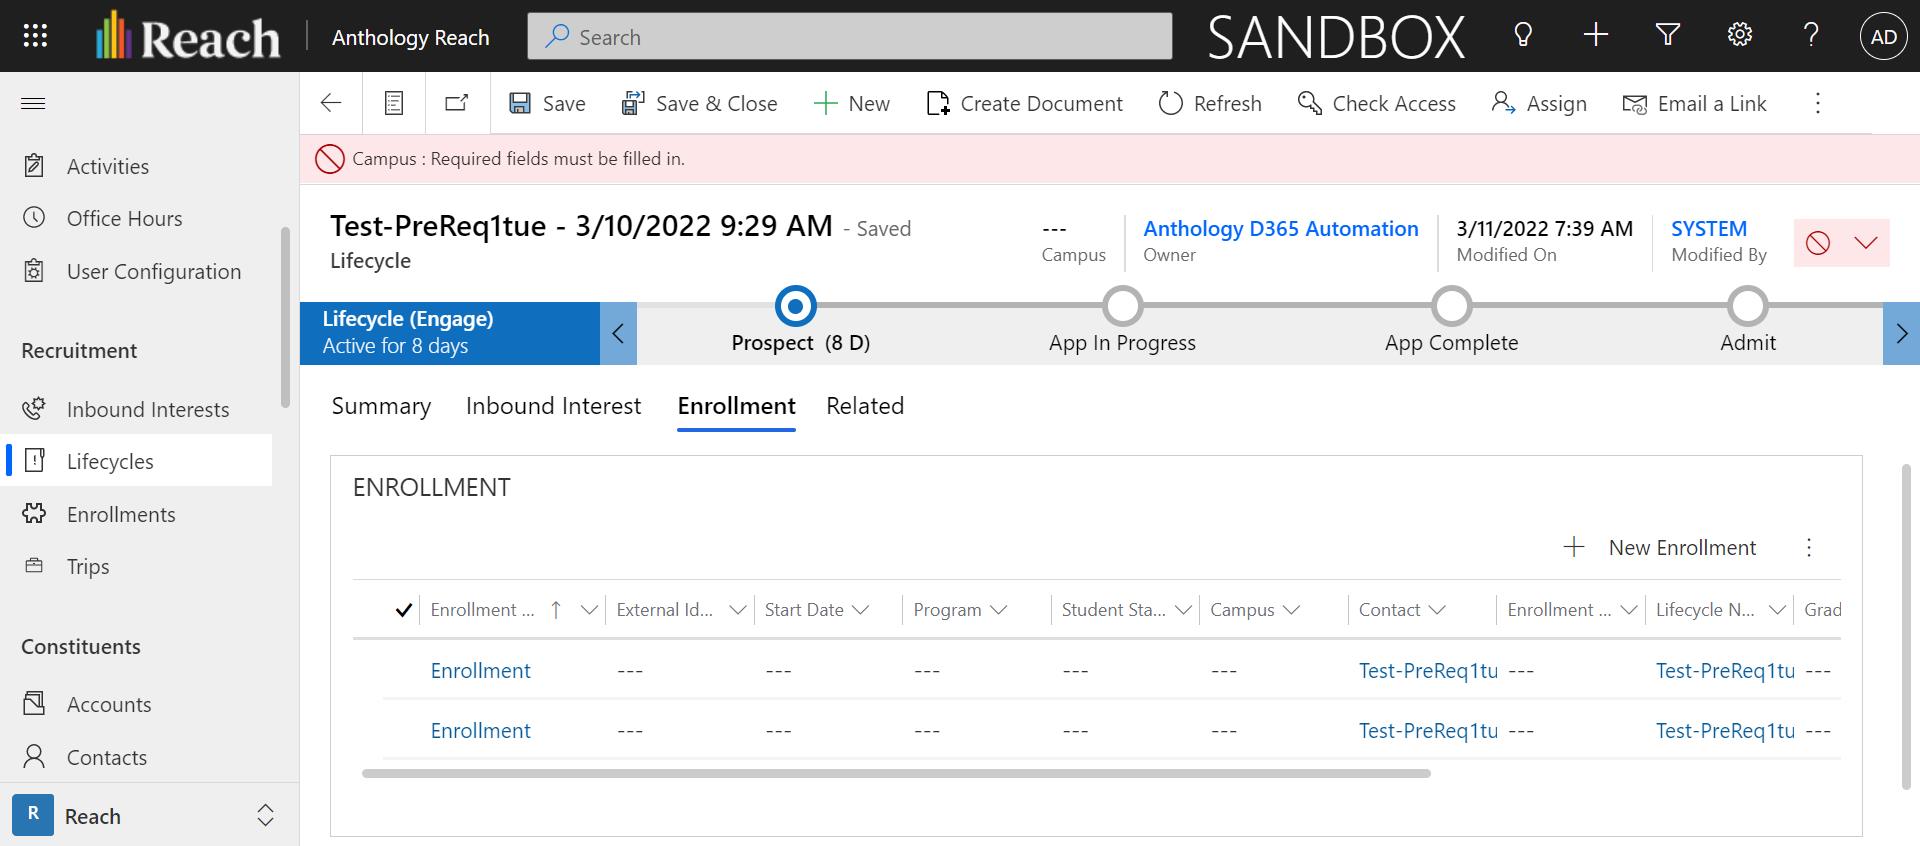 Reach
Anthology Reach
Search
SANDBOX
AD
Save
Save & Close
New
Create Document
Refresh
Check Access
Assign
Email a Link
Campus : Required fields must be filled in.
Activities
Office Hours
User Configuration
Recruitment
Inbound Interests
Lifecycles
Enrollments
Trips
Constituents
Accounts
Contacts
R
Reach
Test-PreReq1tue - 3/10/2022 9:29 AM - Saved
Lifecycle
---
Campus
Anthology D365 Automation
Owner
3/11/2022 7:39 AM
Modified On
SYSTEM
Modified By
Lifecycle (Engage)
Active for 8 days
Prospect (8 D)
App In Progress
App Complete
Admit
Summary Inbound Interest Enrollment Related
ENROLLMENT
New Enrollment
Enrollment ... External Id... Start Date Program Student Sta... Campus Contact Enrollment ... Lifecycle N... Grad
Enrollment --- --- --- --- --- Test-PreReq1tu --- Test-PreReq1tu ---
Enrollment --- --- --- --- --- Test-PreReq1tu --- Test-PreReq1tu ---